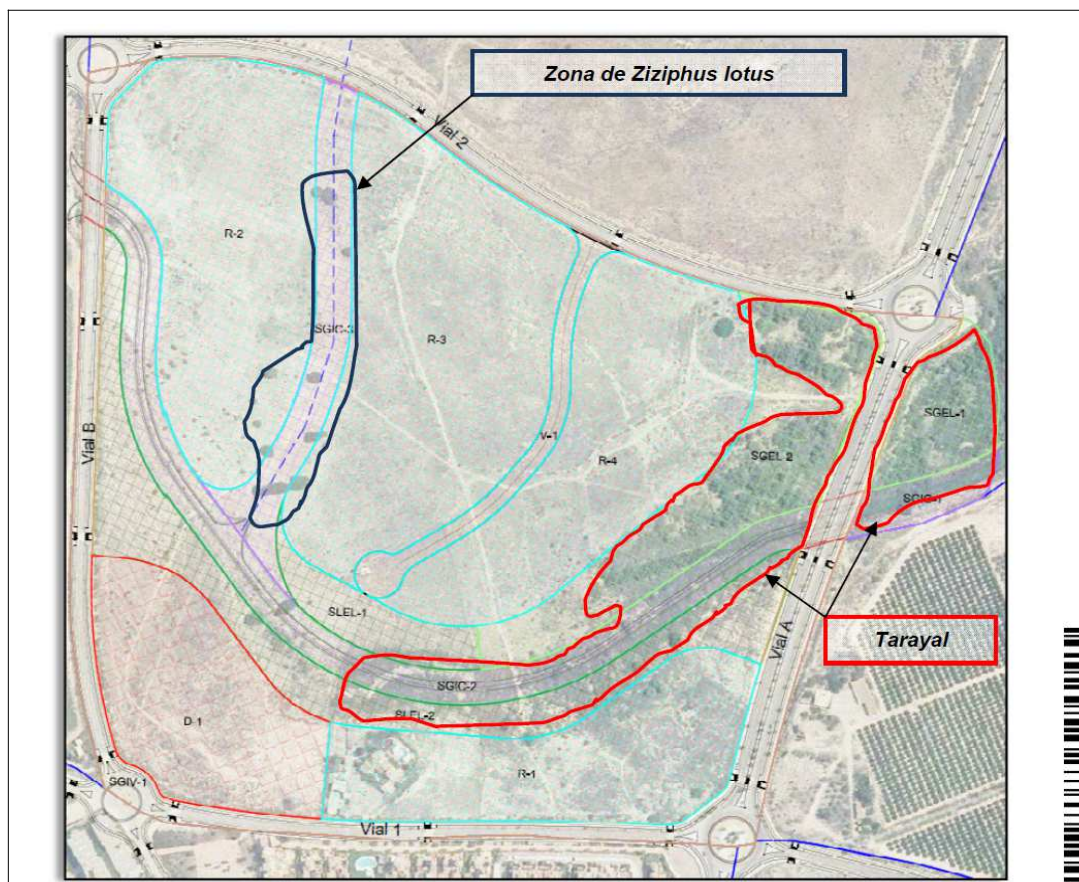 Zona de Ziziphus lotus
Vial 2
R-2
SGIC-3
R-3
SGEL-1
Vial B
V-1
R-4
SGEL 2
SGIC-1
SLEL-1
Vial A
Tarayal
SGIC-2
SLEL-2
D-1
R-1
SGIV-1
Vial 1